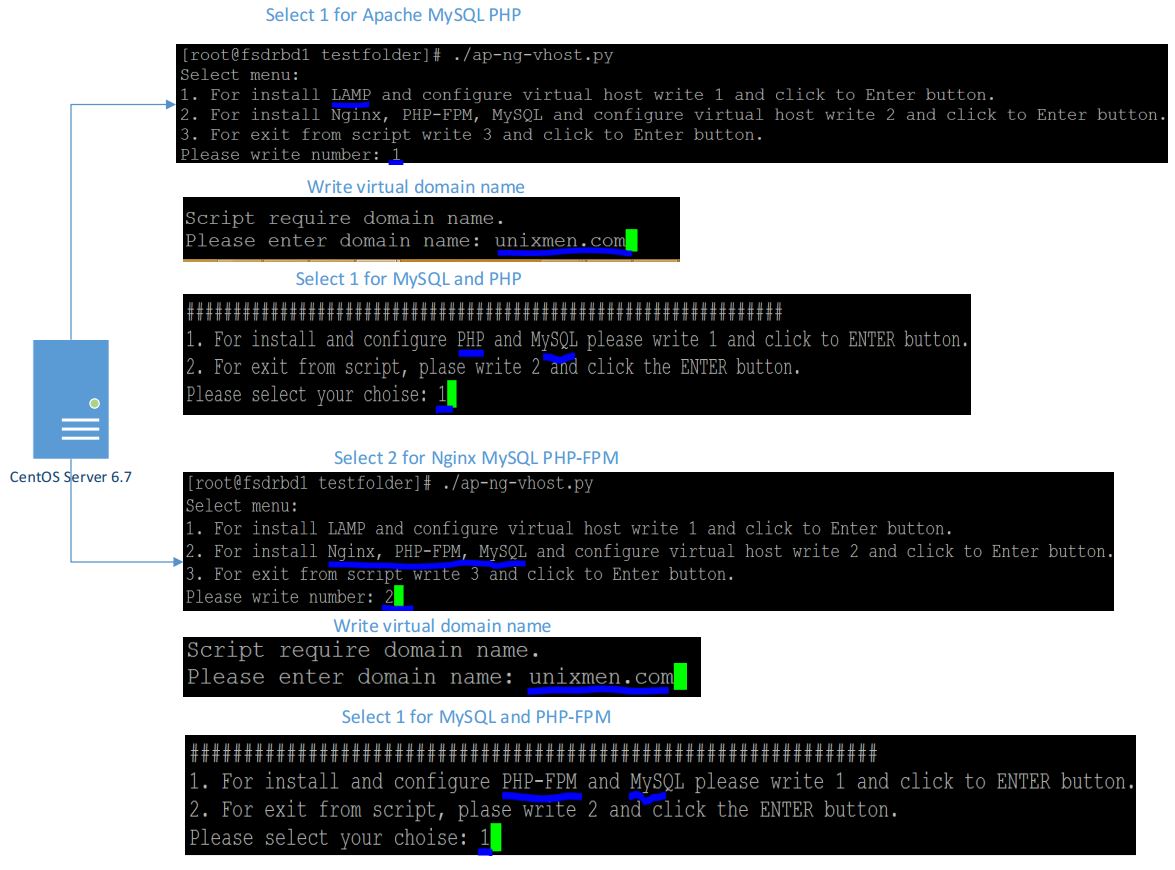 Select 1 for Apache MySQL PHP
[root@fsdrbd1 testfolder]# ./ap-ng-vhost.py
Select menu:
1. For install LAMP and configure virtual host write 1 and click to Enter button.
2. For install Nginx, PHP-FPM, MySQL and configure virtual host write 2 and click to Enter button.
3. For exit from script write 3 and click to Enter button.
Please write number: 1
Write virtual domain name
Script require domain name.
Please enter domain name: unixmen.com
Select 1 for MySQL and PHP
################################################################
1. For install and configure PHP and MySQL please write 1 and click to ENTER button.
2. For exit from script, plase write 2 and click the ENTER button.
Please select your choise: 1
CentOS Server 6.7
Select 2 for Nginx MySQL PHP-FPM
[root@fsdrbd1 testfolder]# ./ap-ng-vhost.py
Select menu:
1. For install LAMP and configure virtual host write 1 and click to Enter button.
2. For install Nginx, PHP-FPM, MySQL and configure virtual host write 2 and click to Enter button.
3. For exit from script write 3 and click to Enter button.
Please write number: 2
Write virtual domain name
Script require domain name.
Please enter domain name: unixmen.com
Select 1 for MySQL and PHP-FPM
################################################################
1. For install and configure PHP-FPM and MySQL please write 1 and click to ENTER button.
2. For exit from script, plase write 2 and click the ENTER button.
Please select your choise: 1